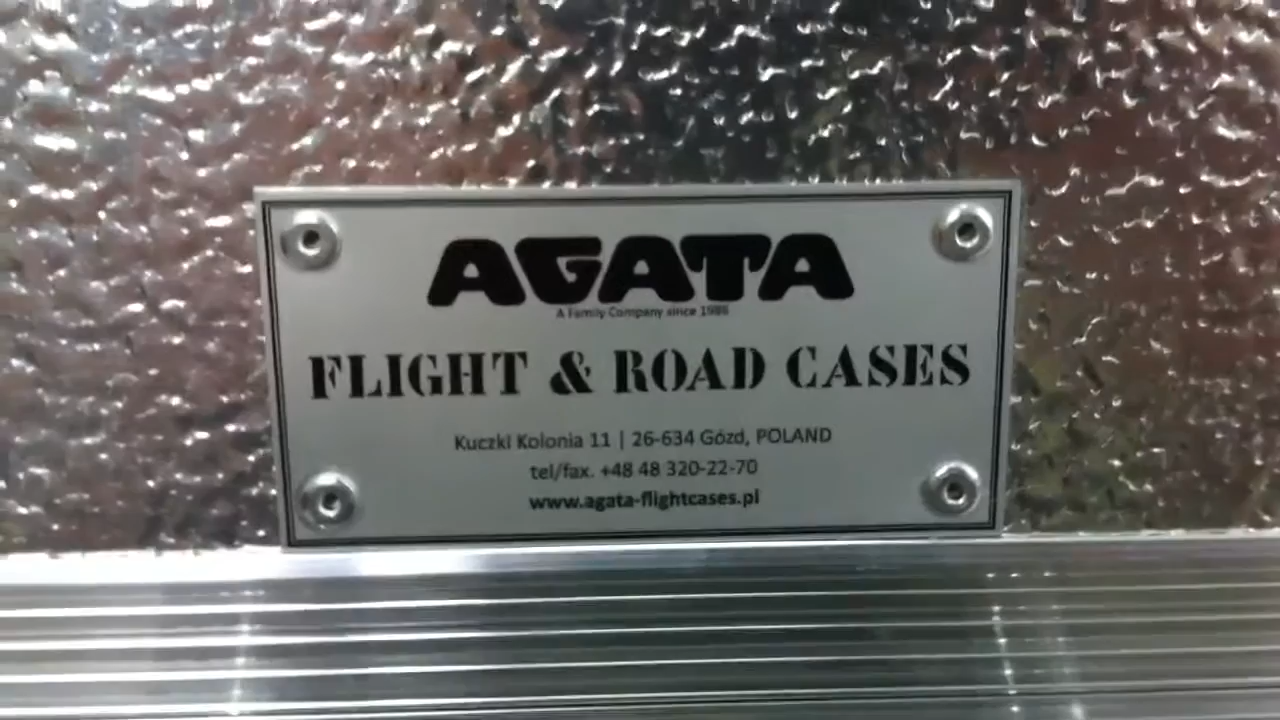 AGATA
A Family Company since 1986
FLIGHT & ROAD CASES
Kuczki Kolonia 11 | 26-634 Gózd, POLAND
tel/fax. +48 48 320-22-70
www.agata-flightcases.pl